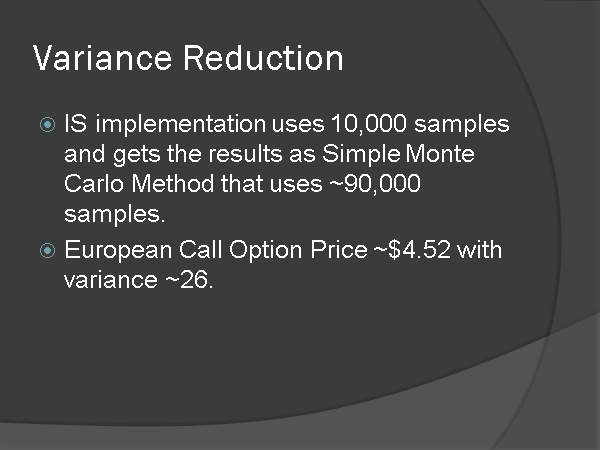 Variance Reduction
IS implementation uses 10,000 samples
and gets the results as Simple Monte
Carlo Method that uses ~90,000
samples.
European Call Option Price ~$4.52 with
variance ~26.